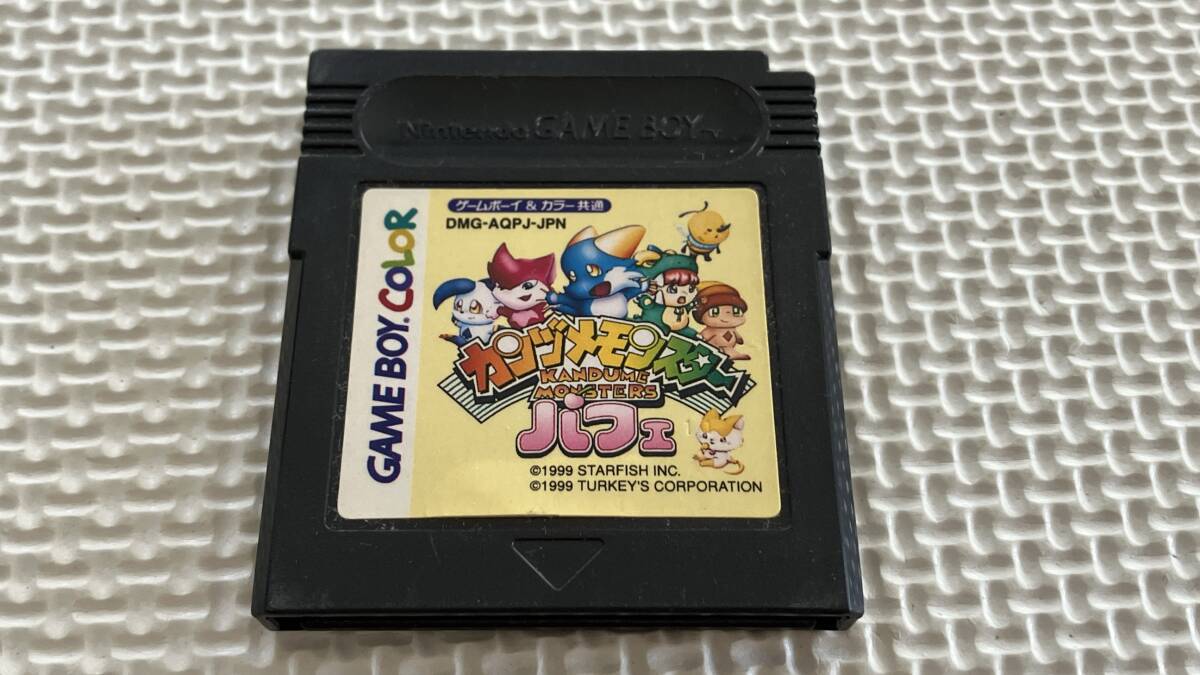 Nintendo GAME BOY TM
ゲームボーイ & カラー共通
DMG-AQPJ-JPN
GAME BOY COLOR
カンヅメモンスター
KANDUME
MONSTERS
パフェ
©1999 STARFISH INC.
©1999 TURKEY'S CORPORATION